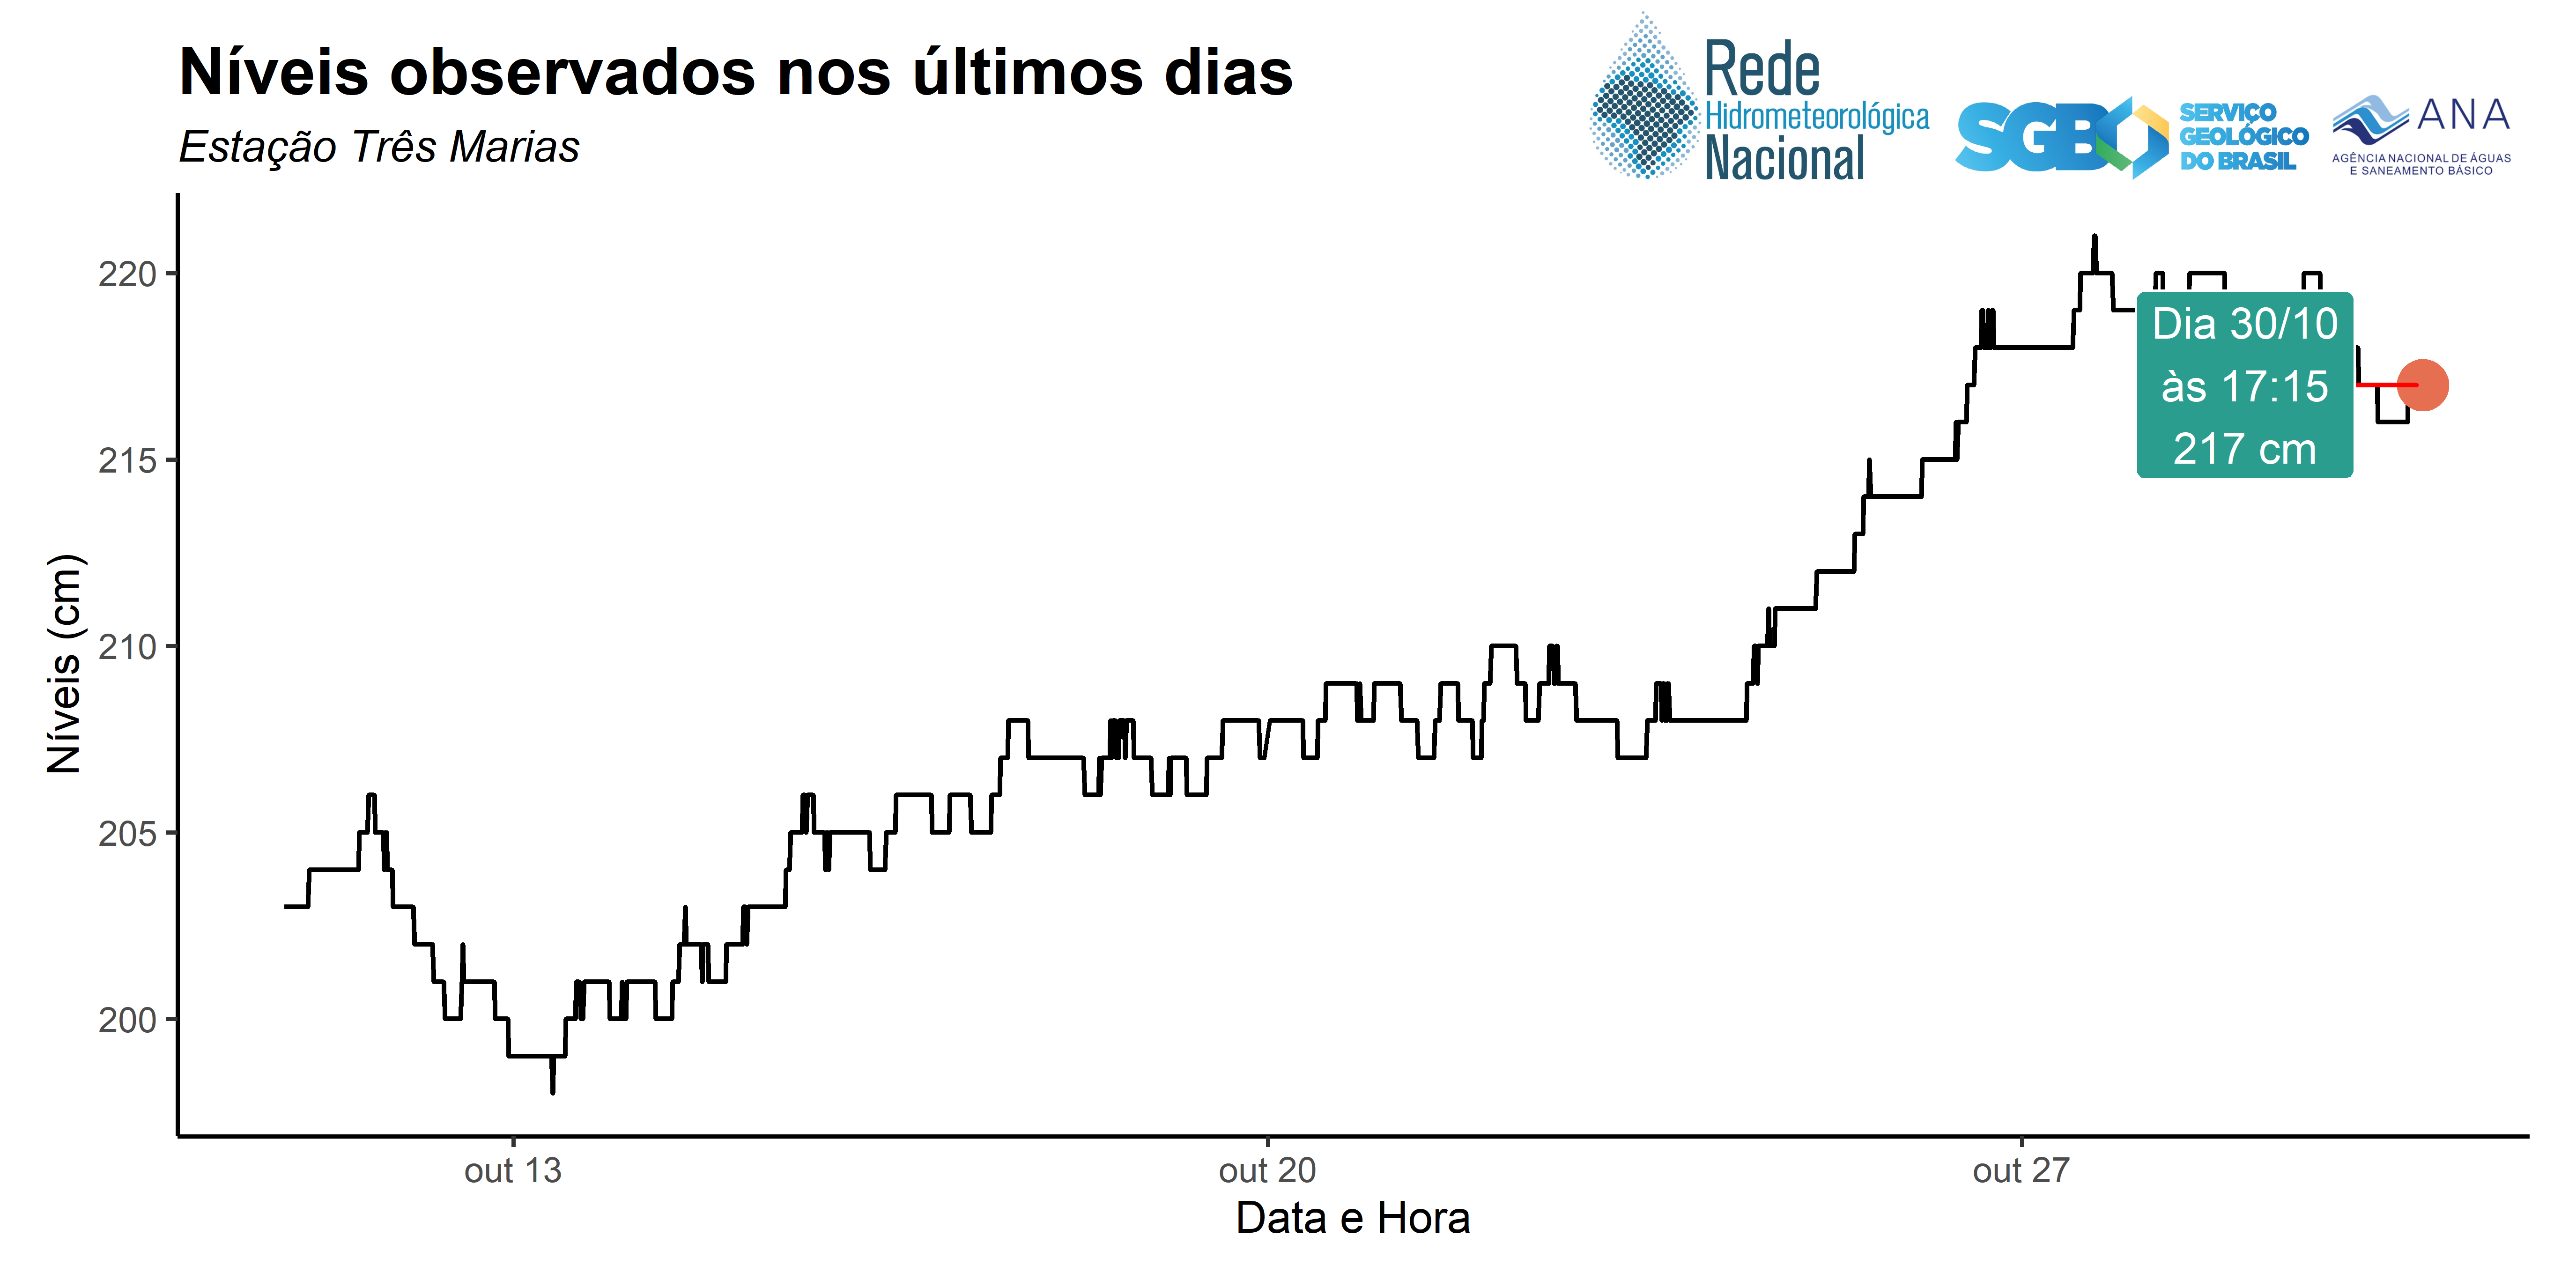 Níveis observados nos últimos dias
Estação Três Marias
Rede
Hidrometeorológica
Nacional
SGB
SERVIÇO
GEOLÓGICO
DO BRASIL
ANA
AGÊNCIA NACIONAL DE ÁGUAS
E SANEAMENTO BÁSICO
Níveis (cm)
220
215
210
205
200
Dia 30/10
às 17:15
217 cm
out 13
out 20
out 27
Data e Hora